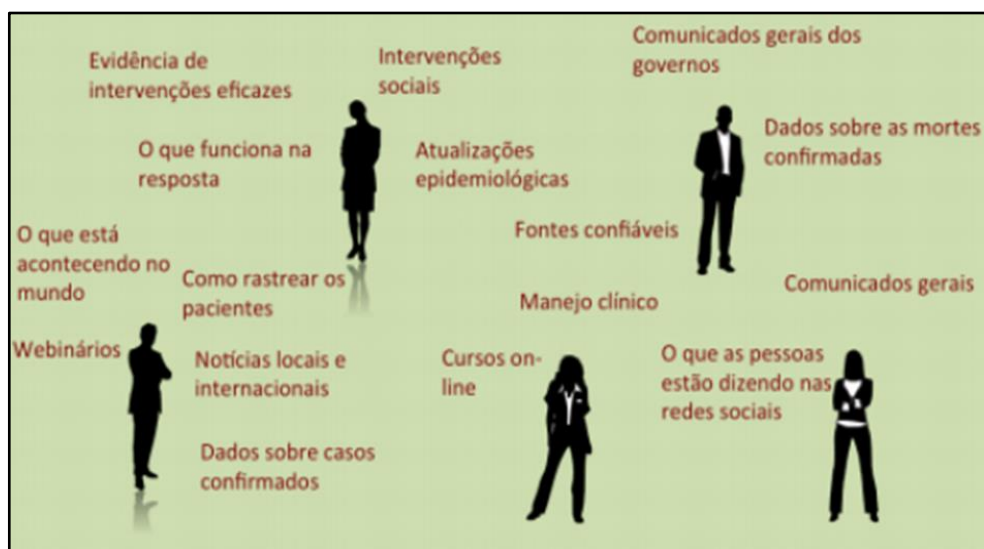 Evidência de
intervenções eficazes
Intervenções
sociais
Comunicados gerais dos
governos
O que funciona na
resposta
Atualizações
epidemiológicas
Dados sobre as mortes
confirmadas
O que está
acontecendo no
mundo
Fontes confiáveis
Como rastrear os
pacientes
Manejo clínico
Comunicados gerais
Webinários
Notícias locais e
internacionais
Cursos on-
line
O que as pessoas
estão dizendo nas
redes sociais
Dados sobre casos
confirmados